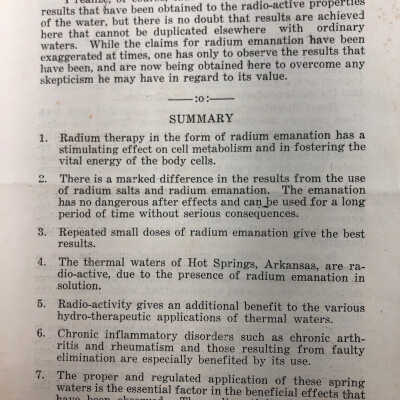 I realize, of
results that have been obtained to the radio-active properties
of the water, but there is no doubt that results are achieved
here that cannot be duplicated elsewhere with ordinary
waters. While the claims for radium emanation have been
exaggerated at times, one has only to observe the results that
have been, and are now being obtained here to overcome any
skepticism he may have in regard to its value.
——:o:——
SUMMARY
1. Radium therapy in the form of radium emanation has a
stimulating effect on cell metabolism and in fostering the
vital energy of the body cells.
2. There is a marked difference in the results from the use
of radium salts and radium emanation. The emanation
has no dangerous after effects and can be used for a long
period of time without serious consequences.
3. Repeated small doses of radium emanation give the best
results.
4. The thermal waters of Hot Springs, Arkansas, are ra-
dio-active, due to the presence of radium emanation in
solution.
5. Radio-activity gives an additional benefit to the various
hydro-therapeutic applications of thermal waters.
6. Chronic inflammatory disorders such as chronic arth-
ritis and rheumatism and those resulting from faulty
elimination are especially benefited by its use.
7. The proper and regulated application of these spring
waters is the essential factor in the beneficial effects that
have been observed. The